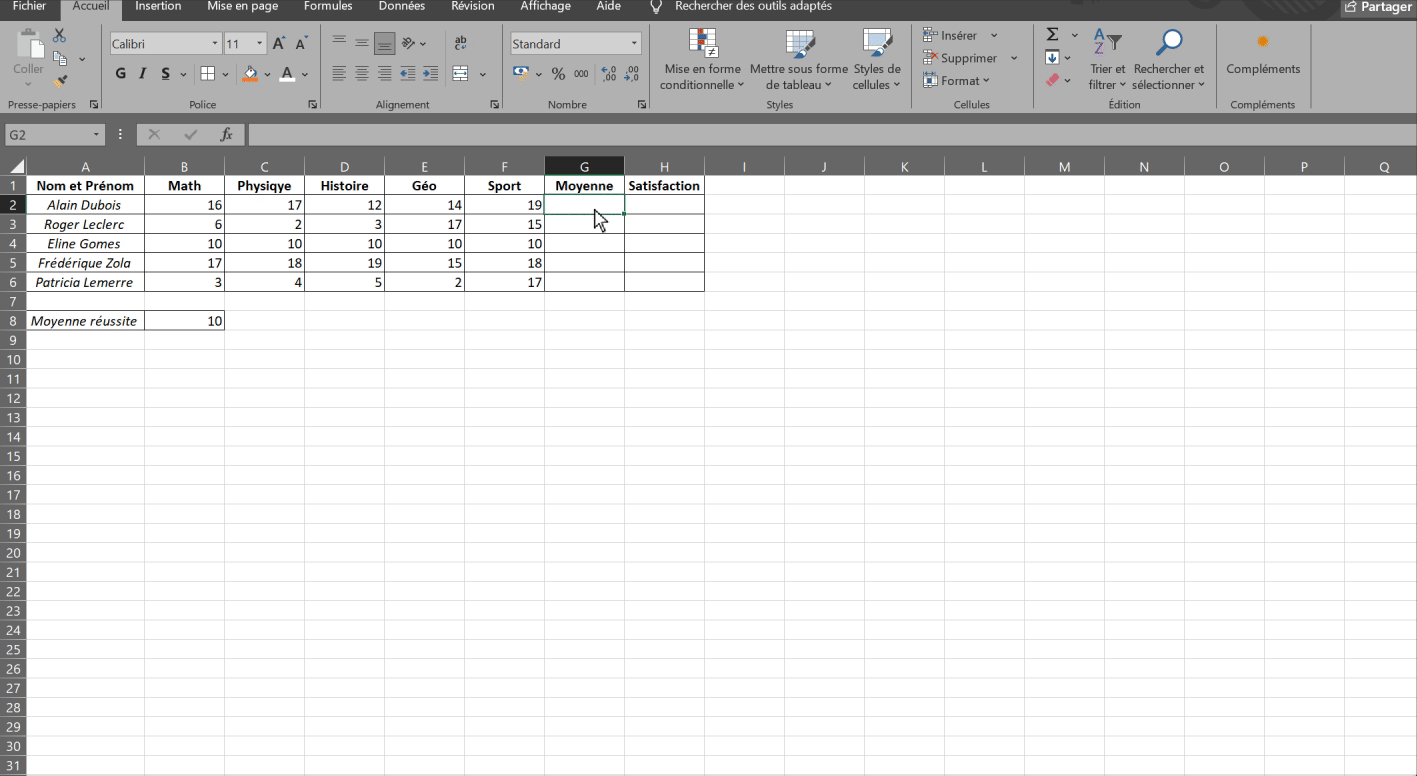 Fichier Accueil Insertion Mise en page Formules Données Révision Affichage Aide Rechercher des outils adaptés Partager
Coller
Calibri 11
G I S A
ab
c
Standard
% 000
Mise en forme conditionnelle
Mettre sous forme de tableau
Styles de cellules
Insérer
Supprimer
Format
Σ
Trier et filtrer
Rechercher et sélectionner
Compléments
Presse-papiers Police Alignement Nombre Styles Cellules Édition Compléments
G2 fx
A B C D E F G H I J K L M N O P Q
1 Nom et Prénom Math Physiqye Histoire Géo Sport Moyenne Satisfaction
2 Alain Dubois 16 17 12 14 19
3 Roger Leclerc 6 2 3 17 15
4 Eline Gomes 10 10 10 10 10
5 Frédérique Zola 17 18 19 15 18
6 Patricia Lemerre 3 4 5 2 17
7
8 Moyenne réussite 10
9
10
11
12
13
14
15
16
17
18
19
20
21
22
23
24
25
26
27
28
29
30
31